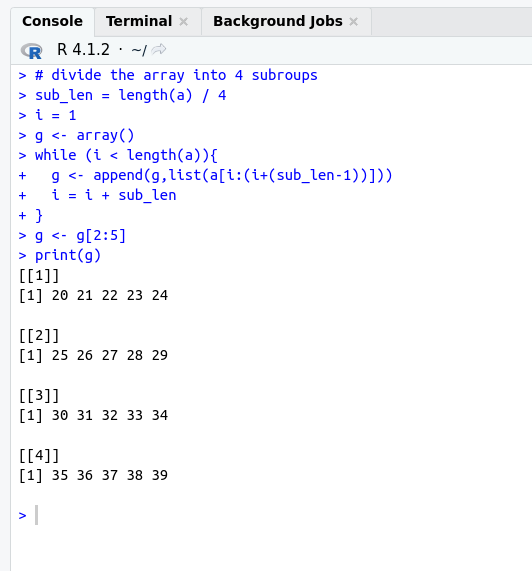 Console Terminal × Background Jobs ×
R R 4.1.2 · ~/
> # divide the array into 4 subroups
> sub_len = length(a) / 4
> i = 1
> g <- array()
> while (i < length(a)){
+   g <- append(g,list(a[i:(i+(sub_len-1))]))
+   i = i + sub_len
+ }
> g <- g[2:5]
> print(g)
[[1]]
[1] 20 21 22 23 24

[[2]]
[1] 25 26 27 28 29

[[3]]
[1] 30 31 32 33 34

[[4]]
[1] 35 36 37 38 39

>